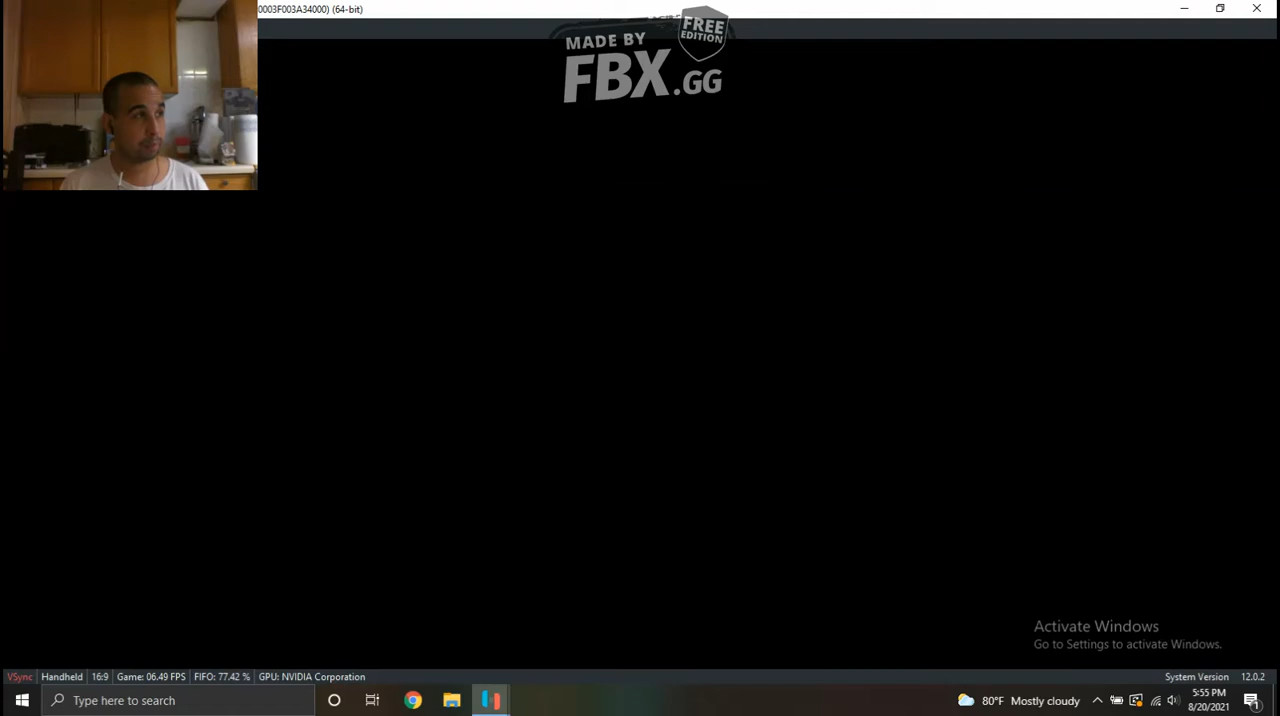 0003F003A34000) (64-bit)
MADE BY
FREE
EDITION
FBX.GG
Activate Windows
Go to Settings to activate Windows.
VSync Handheld 16:9 Game: 06.49 FPS FIFO: 77.42 % GPU: NVIDIA Corporation System Version 12.0.2
Type here to search
80°F Mostly cloudy
5:55 PM
8/20/2021
1